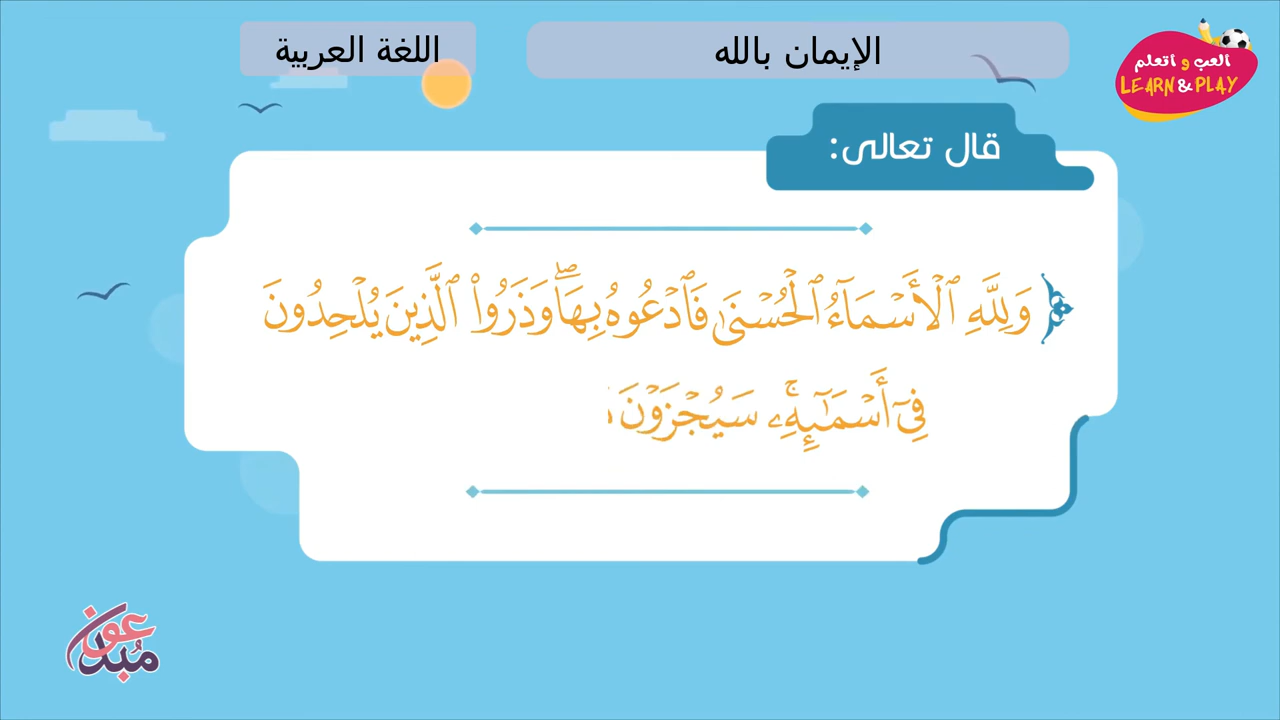 الإيمان بالله
اللغة العربية
العب و اتعلم
LEARN & PLAY
قال تعالى:
وَلِلَّهِ ٱلْأَسْمَآءُ ٱلْحُسْنَىٰ فَٱدْعُوهُ بِهَا ۖ وَذَرُوا۟ ٱلَّذِينَ يُلْحِدُونَ
فِىٓ أَسْمَـٰٓئِهِۦ ۚ سَيُجْزَوْنَ
مبدعون